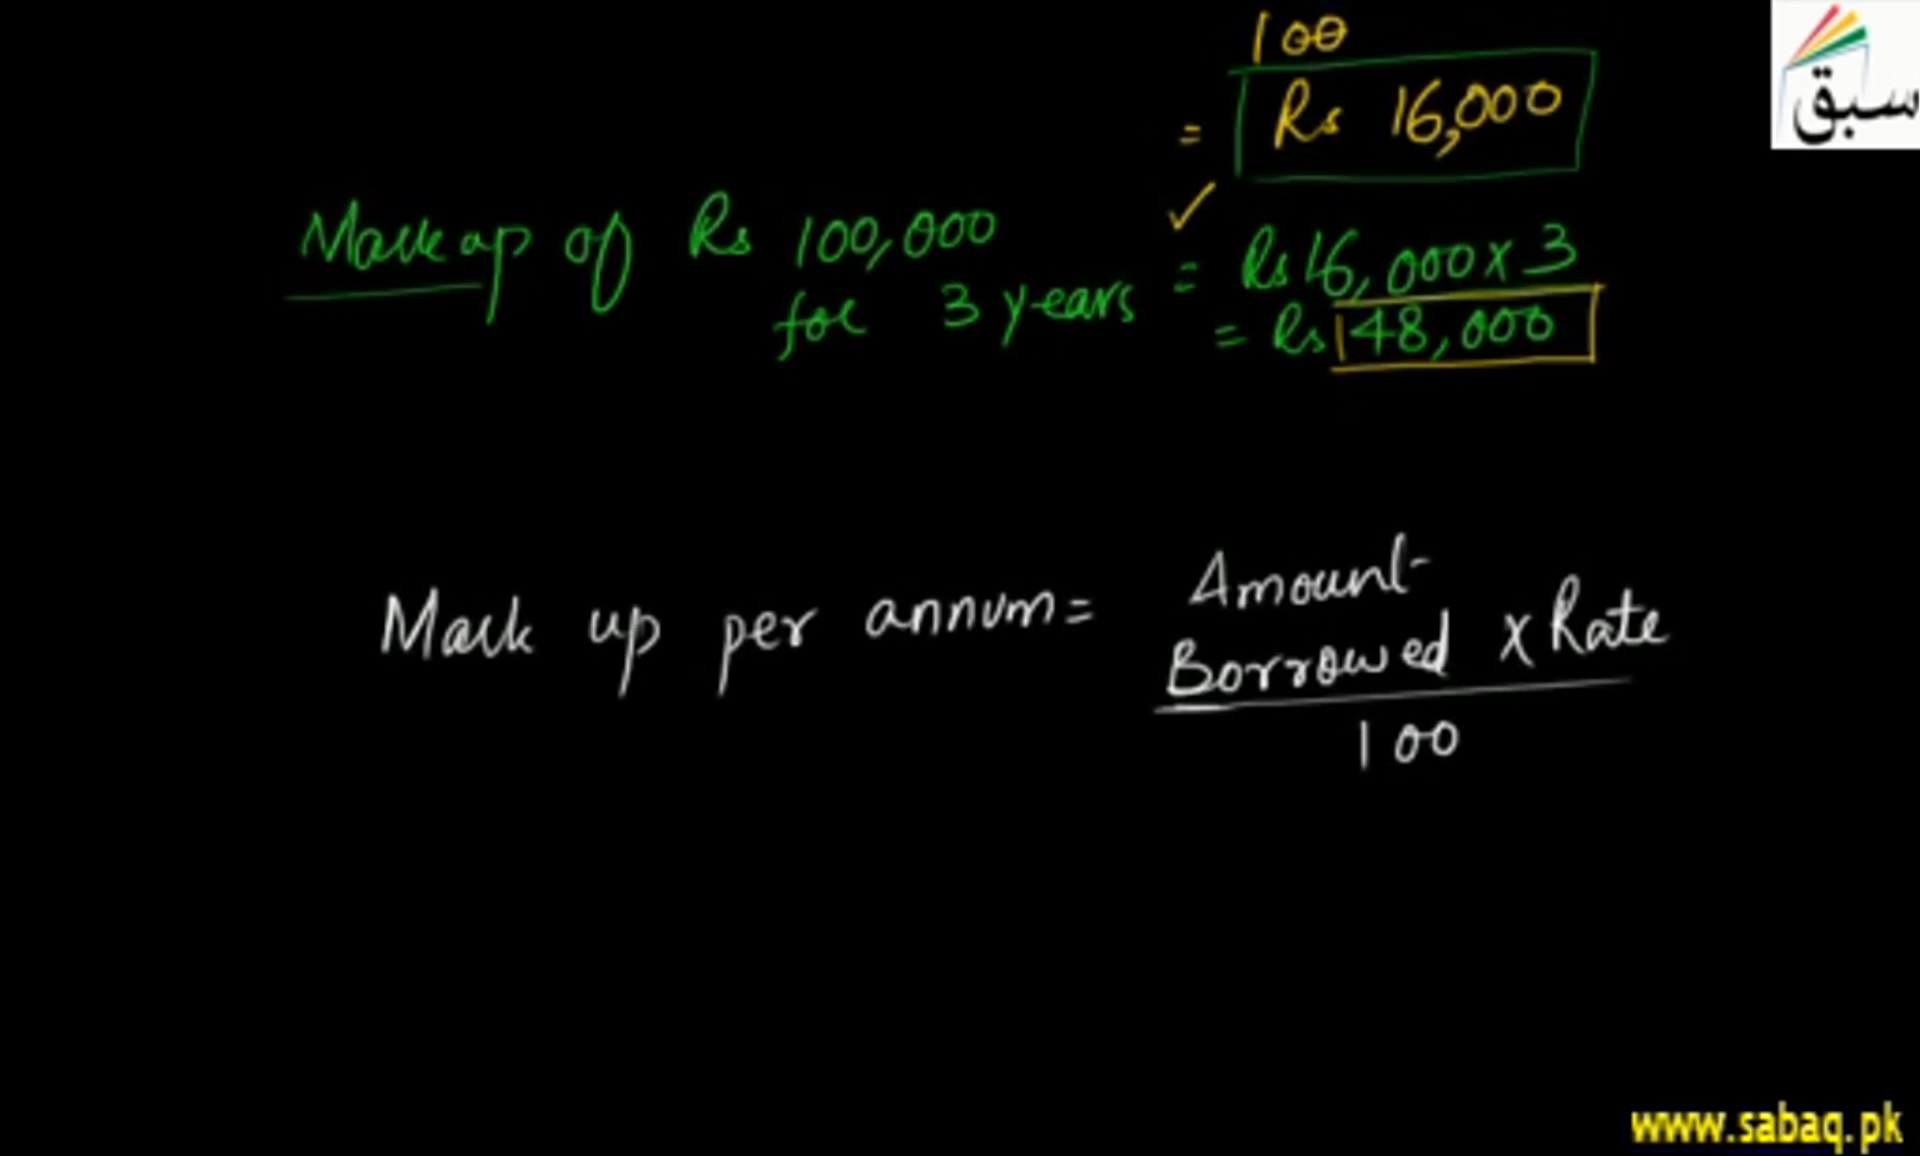 100
= Rs 16,000
سبق
Markup of Rs 100,000 = Rs 16,000 x 3
for 3 years
= Rs 48,000
Mark up per annum = Amount
Borrowed x Rate
100
www.sabaq.pk